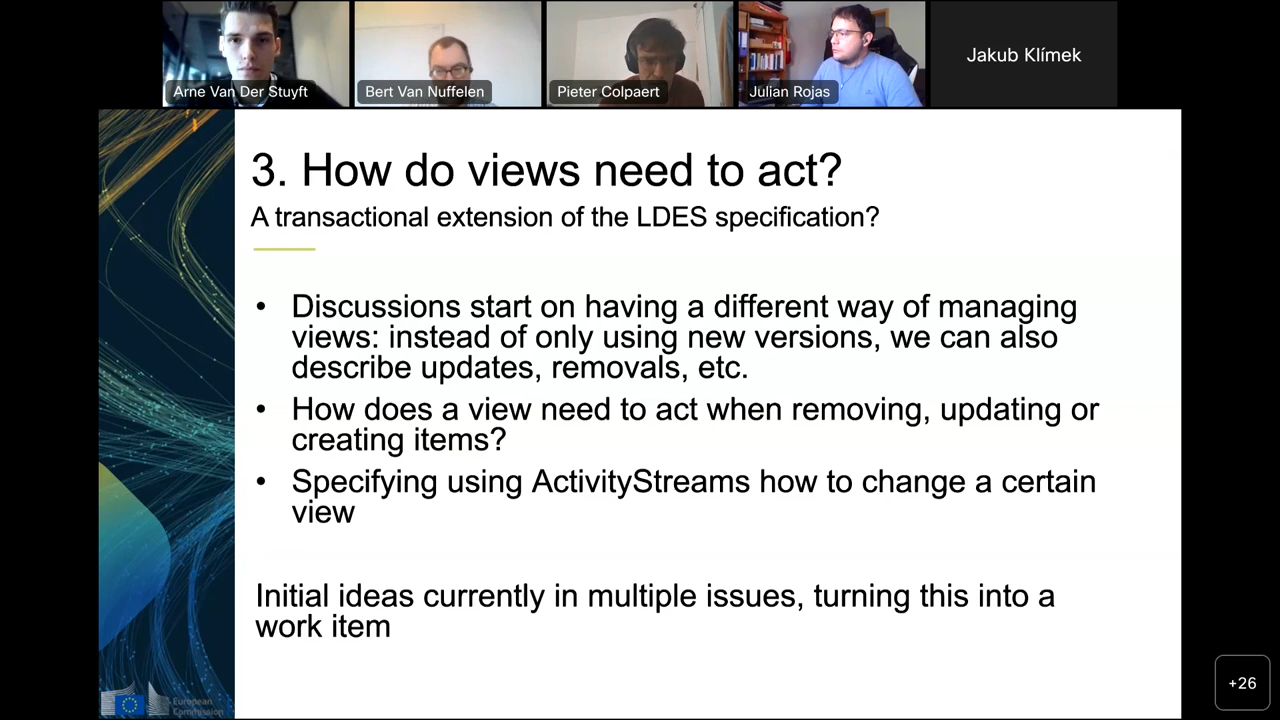 Arne Van Der Stuyft
Bert Van Nuffelen
Pieter Colpaert
Julian Rojas
Jakub Klímek
3. How do views need to act?
A transactional extension of the LDES specification?
• Discussions start on having a different way of managing
views: instead of only using new versions, we can also
describe updates, removals, etc.
• How does a view need to act when removing, updating or
creating items?
• Specifying using ActivityStreams how to change a certain
view
Initial ideas currently in multiple issues, turning this into a
work item
European
Commission
+26